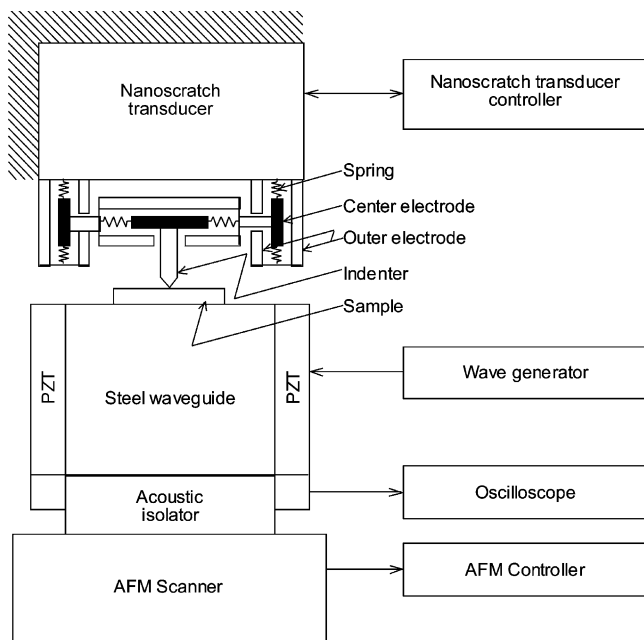 Nanoscratch
transducer
Nanoscratch transducer
controller
Spring
Center electrode
Outer electrode
Indenter
Sample
PZT
Steel waveguide
PZT
Wave generator
Acoustic
isolator
Oscilloscope
AFM Scanner
AFM Controller